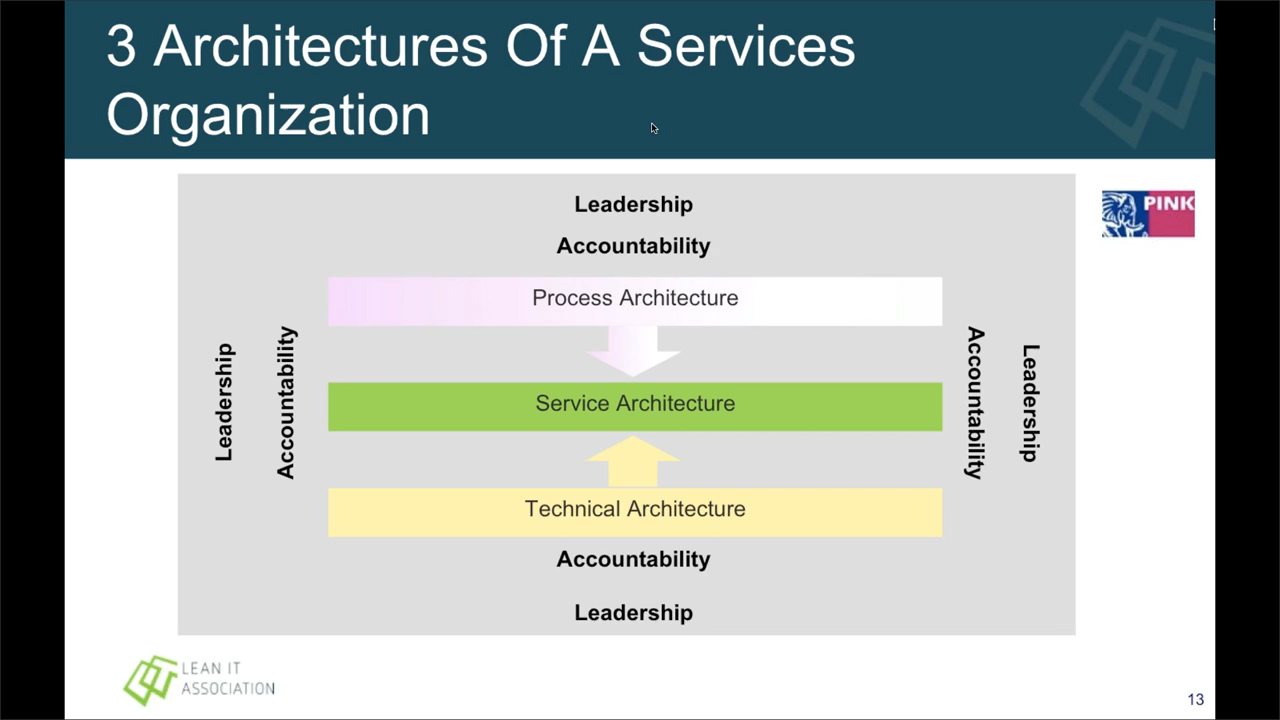 3 Architectures Of A Services
Organization
PINK
Leadership
Accountability
Process Architecture
Leadership
Accountability
Service Architecture
Accountability
Leadership
Technical Architecture
Accountability
Leadership
LEAN IT
ASSOCIATION
13